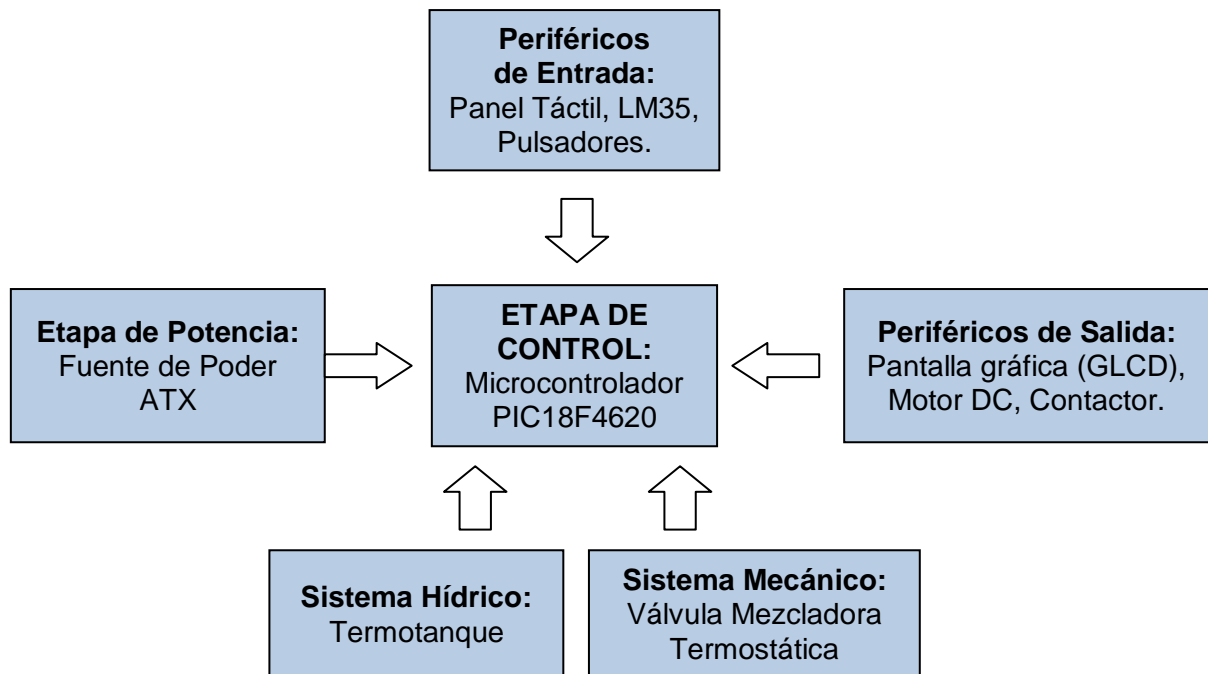 Periféricos
de Entrada:
Panel Táctil, LM35,
Pulsadores.
Etapa de Potencia:
Fuente de Poder
ATX
ETAPA DE
CONTROL:
Microcontrolador
PIC18F4620
Periféricos de Salida:
Pantalla gráfica (GLCD),
Motor DC, Contactor.
Sistema Hídrico:
Termotanque
Sistema Mecánico:
Válvula Mezcladora
Termostática